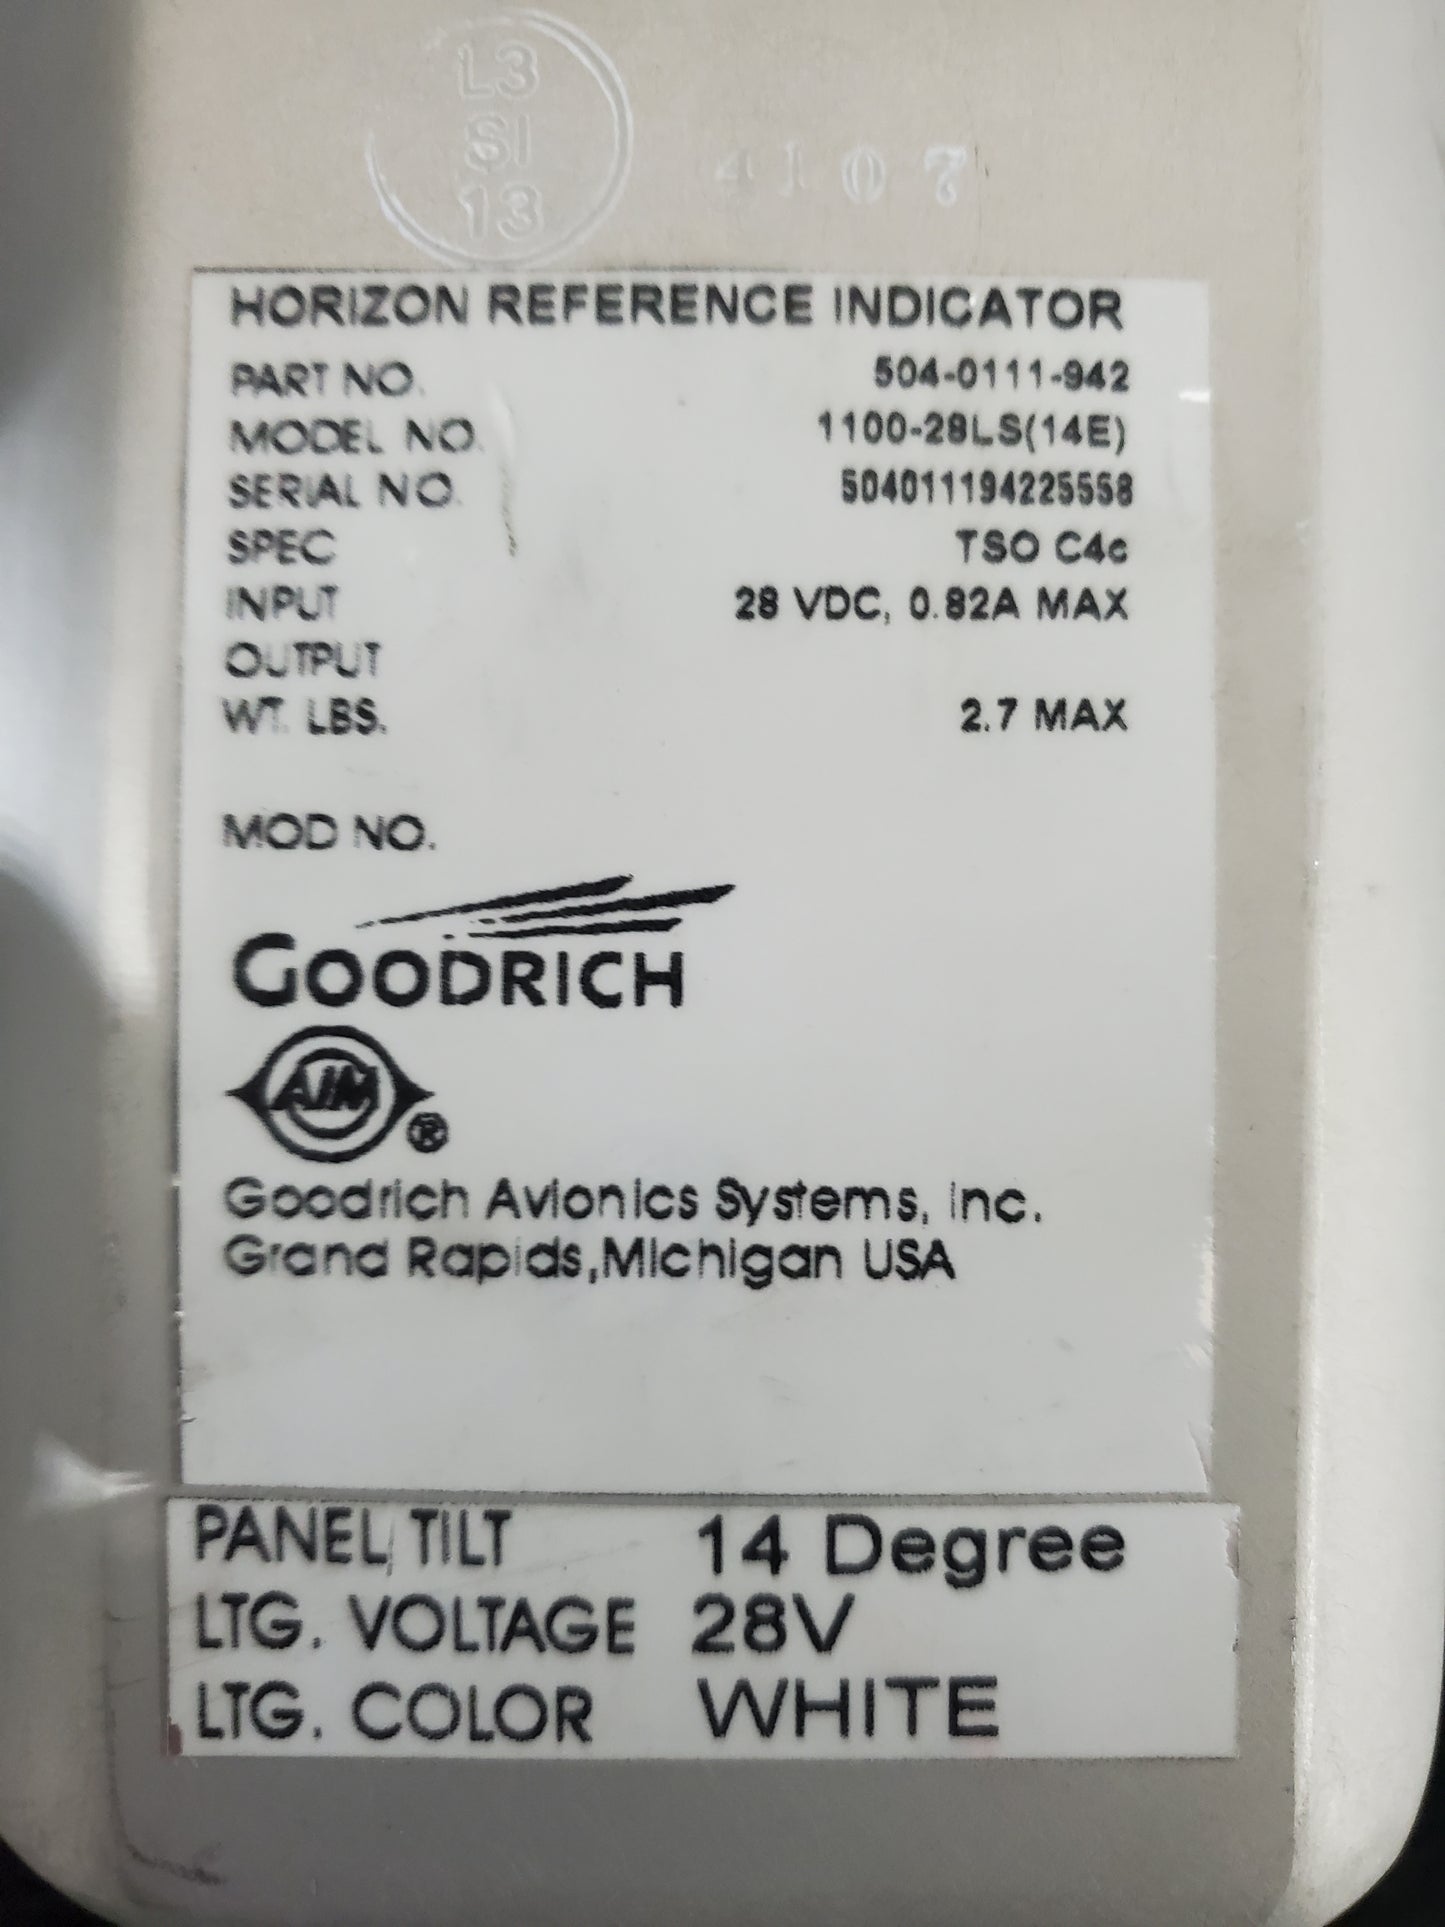 L3
SI
13
4107
HORIZON REFERENCE INDICATOR
PART NO. 504-0111-942
MODEL NO. 1100-28LS(14E)
SERIAL NO. 504011194225558
SPEC TSO C4c
INPUT 28 VDC, 0.82A MAX
OUTPUT
WT. LBS. 2.7 MAX
MOD NO.
GOODRICH
AIM ®
Goodrich Avionics Systems, Inc.
Grand Rapids,Michigan USA
PANEL TILT 14 Degree
LTG. VOLTAGE 28V
LTG. COLOR WHITE